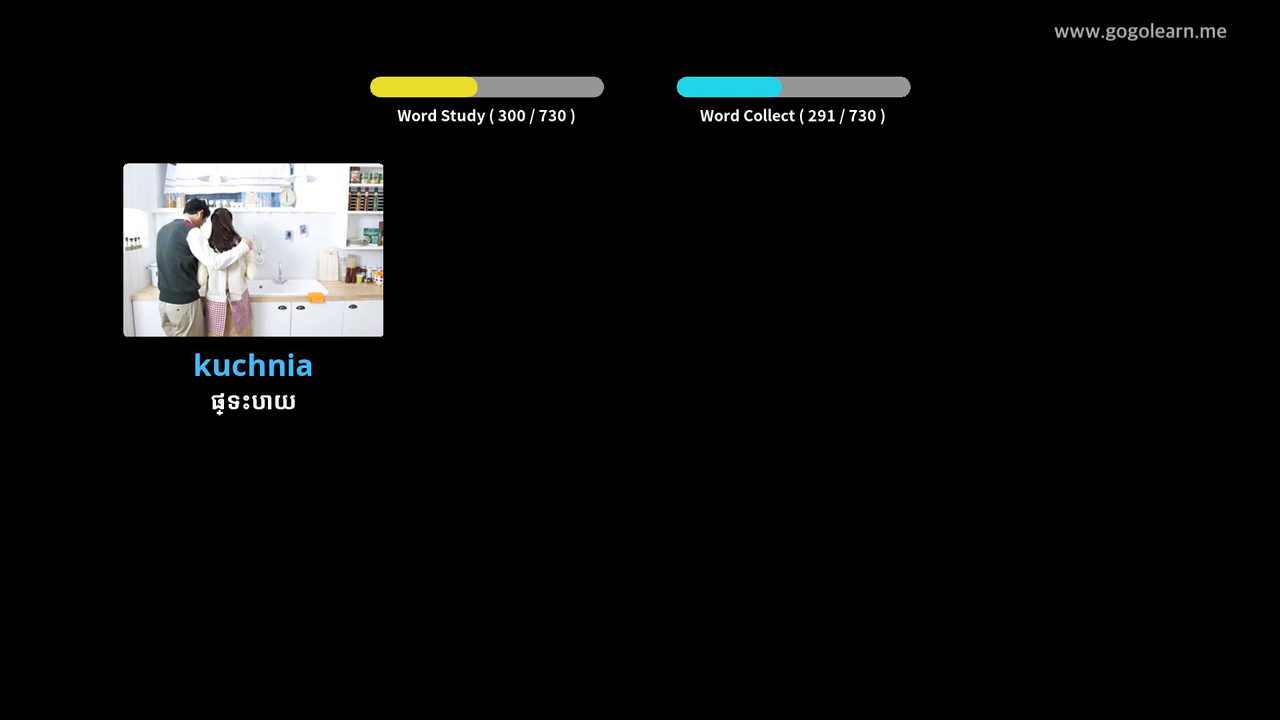 www.gogolearn.me
Word Study ( 300 / 730 )
Word Collect ( 291 / 730 )
kuchnia
ផ្ទះបាយ